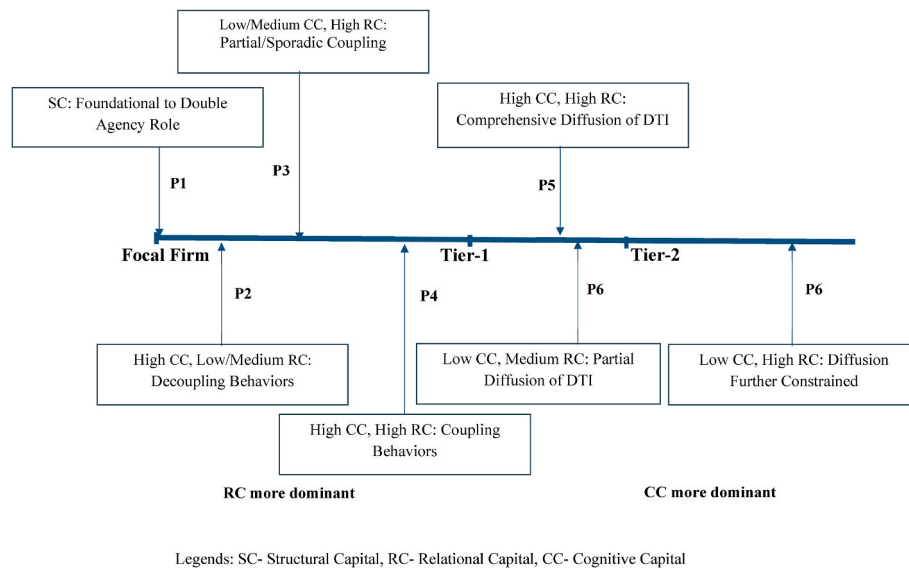 Low/Medium CC, High RC:
Partial/Sporadic Coupling
SC: Foundational to Double
Agency Role
High CC, High RC:
Comprehensive Diffusion of DTI
P1
P3
P5
Focal Firm
Tier-1
Tier-2
P2
P4
P6
P6
High CC, Low/Medium RC:
Decoupling Behaviors
Low CC, Medium RC: Partial
Diffusion of DTI
Low CC, High RC: Diffusion
Further Constrained
High CC, High RC: Coupling
Behaviors
RC more dominant
CC more dominant
Legends: SC- Structural Capital, RC- Relational Capital, CC- Cognitive Capital